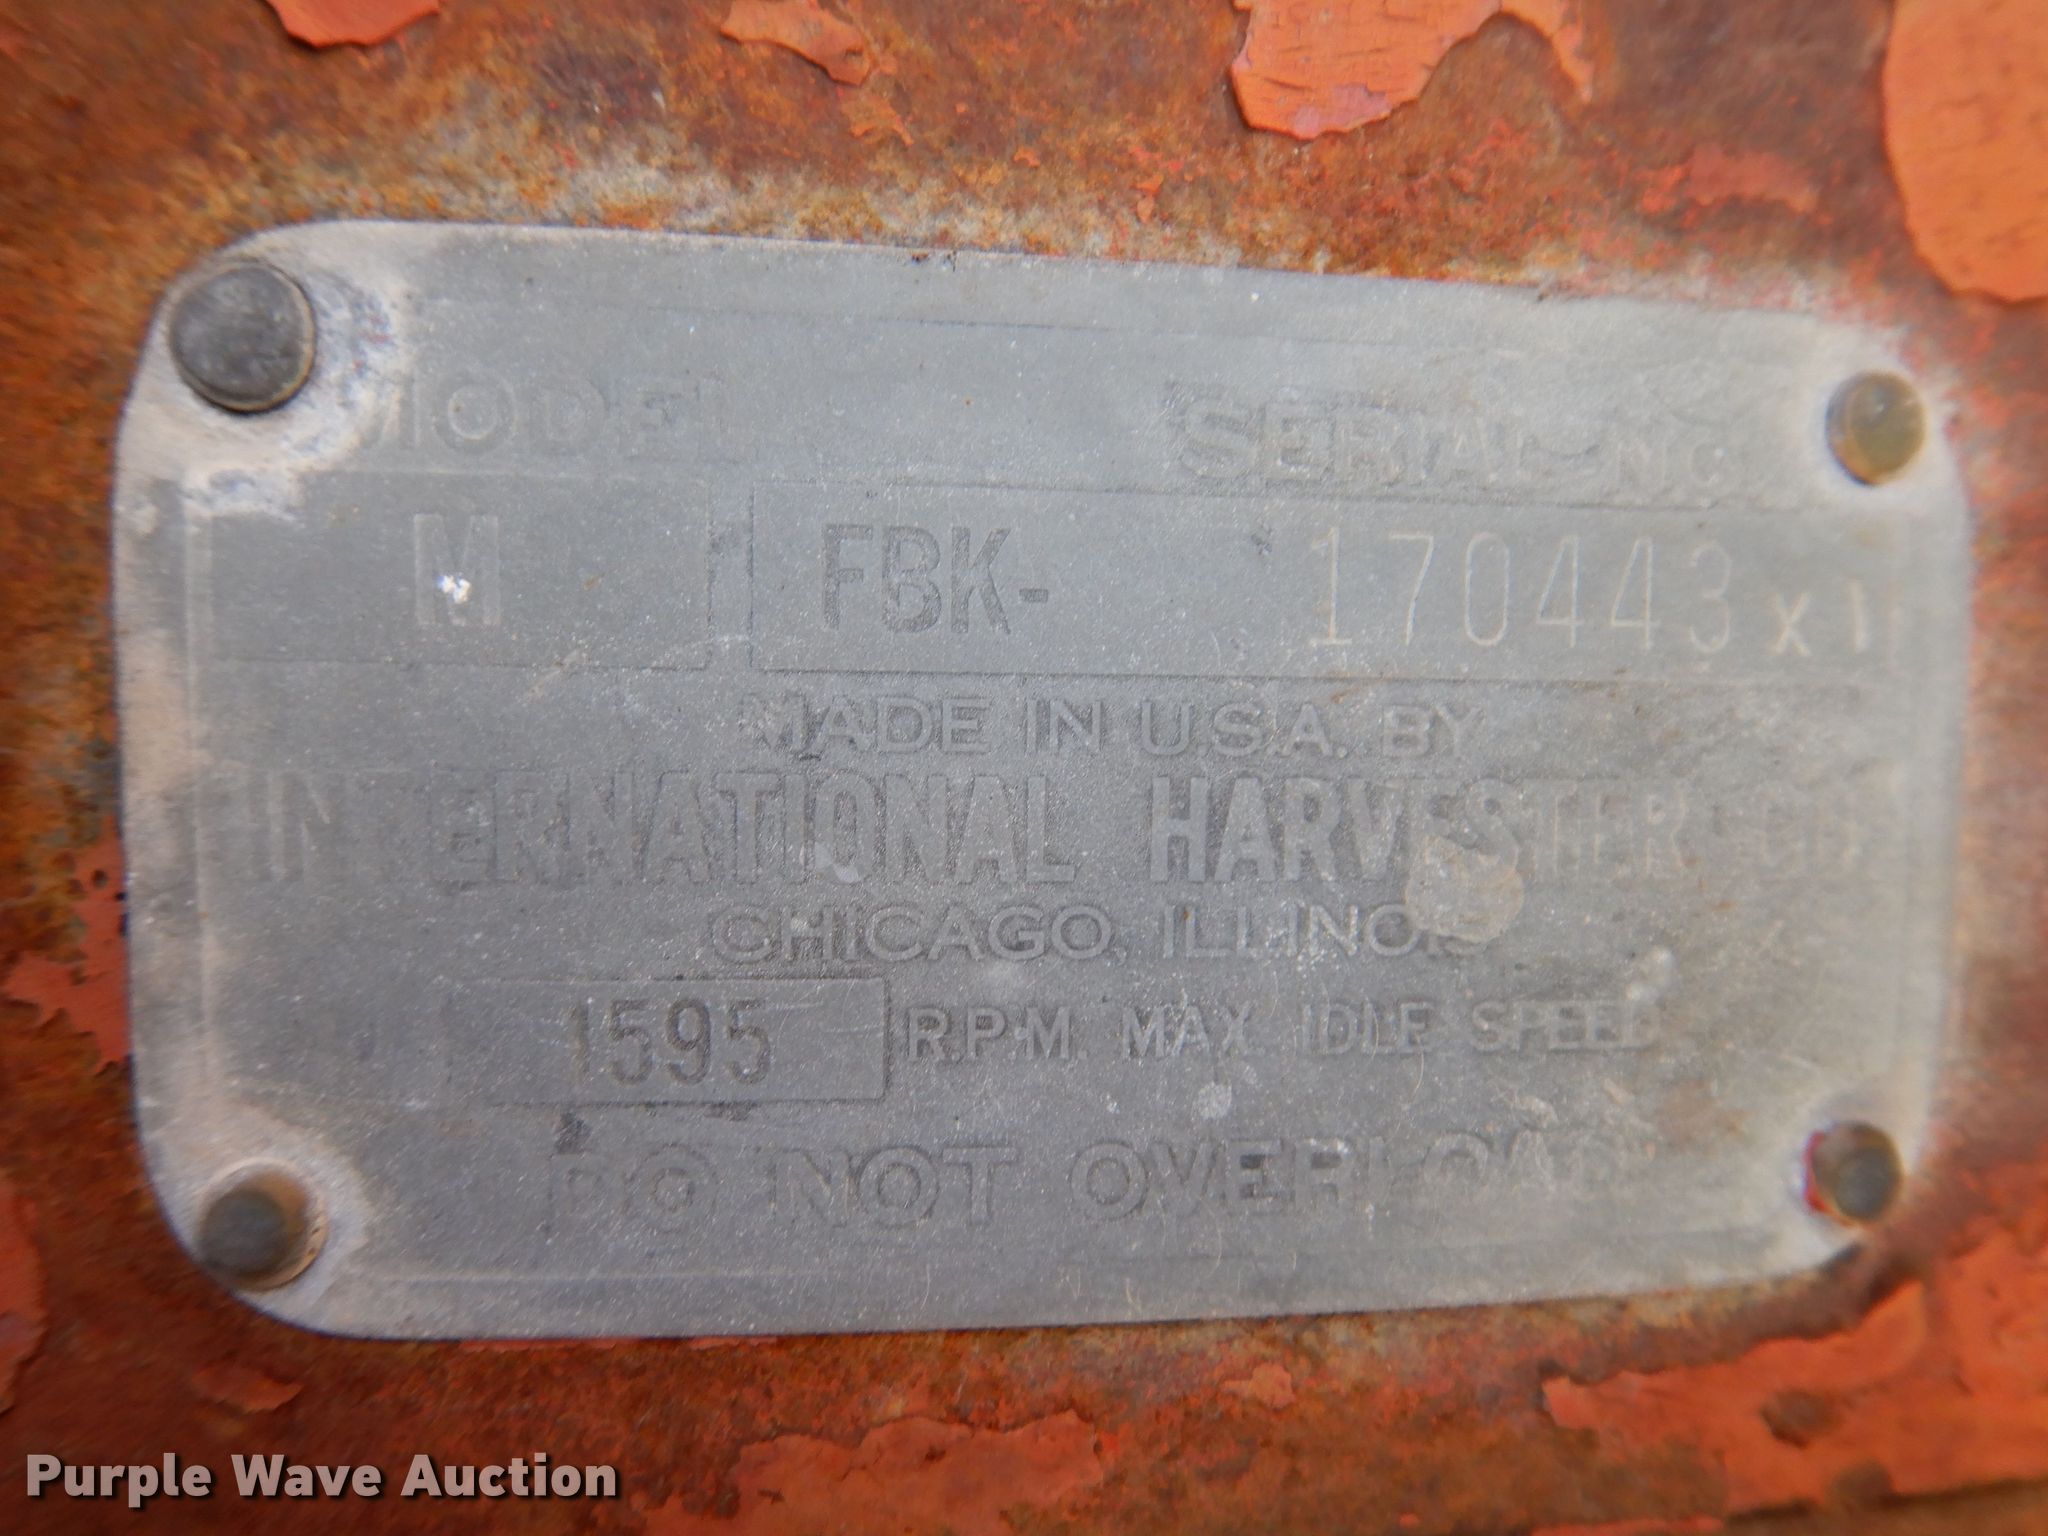 MODEL SERIAL NO.
M FBK- 170443 X1
MADE IN U.S.A. BY
INTERNATIONAL HARVESTER CO.
CHICAGO, ILLINOIS
1595 R.P.M. MAX. IDLE SPEED
DO NOT OVERLOAD
Purple Wave Auction